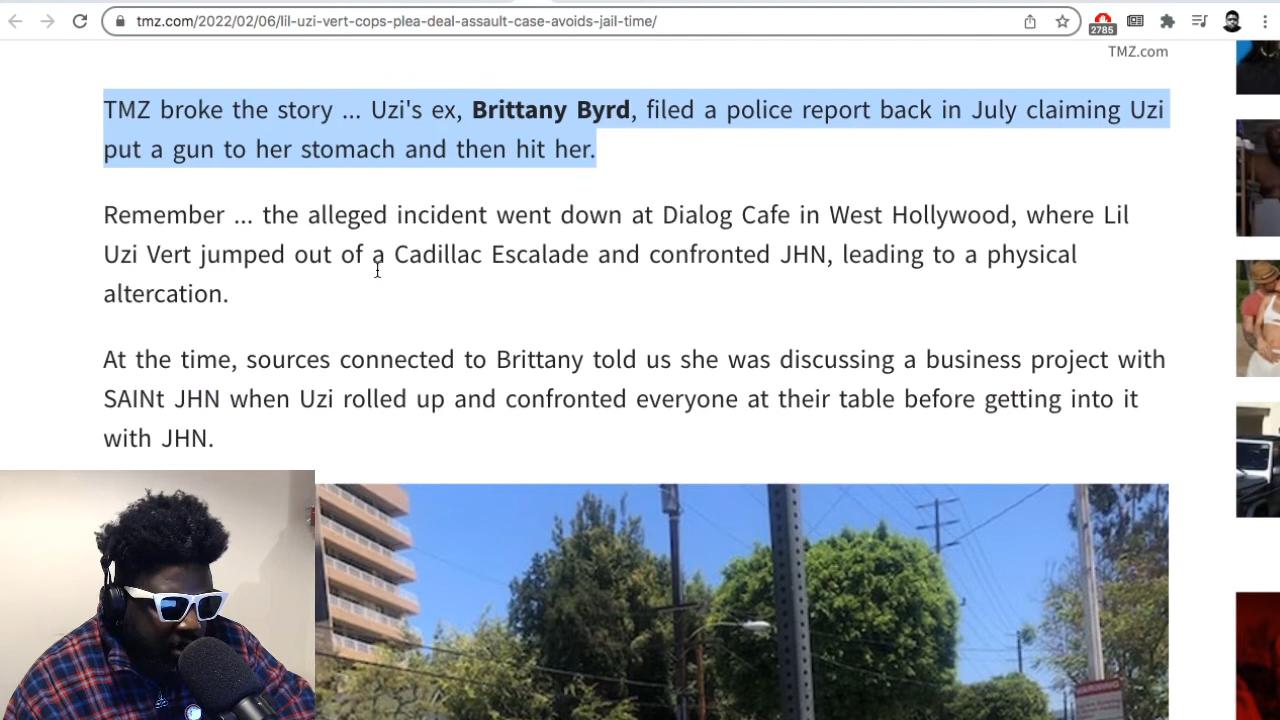 tmz.com/2022/02/06/lil-uzi-vert-cops-plea-deal-assault-case-avoids-jail-time/
2785
TMZ.com
TMZ broke the story ... Uzi's ex, Brittany Byrd, filed a police report back in July claiming Uzi
put a gun to her stomach and then hit her.
Remember ... the alleged incident went down at Dialog Cafe in West Hollywood, where Lil
Uzi Vert jumped out of a Cadillac Escalade and confronted JHN, leading to a physical
altercation.
At the time, sources connected to Brittany told us she was discussing a business project with
SAINt JHN when Uzi rolled up and confronted everyone at their table before getting into it
with JHN.